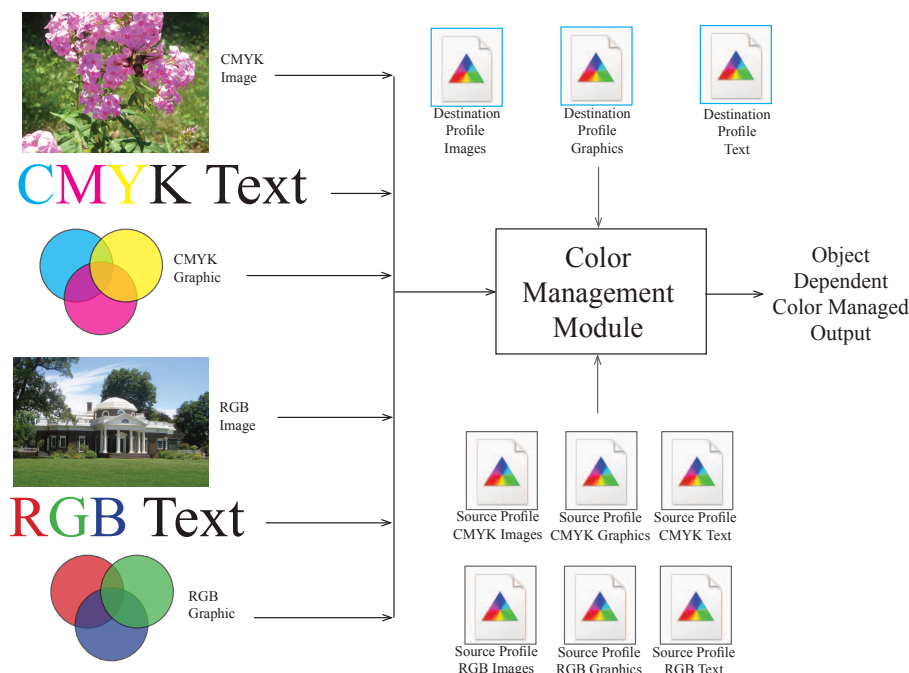 CMYK
Image
CMYK Text
CMYK
Graphic
RGB
Image
RGB Text
RGB
Graphic
Destination
Profile
Images
Destination
Profile
Graphics
Destination
Profile
Text
Color
Management
Module
Object
Dependent
Color Managed
Output
Source Profile
CMYK Images
Source Profile
CMYK Graphics
Source Profile
CMYK Text
Source Profile
RGB Images
Source Profile
RGB Graphics
Source Profile
RGB Text